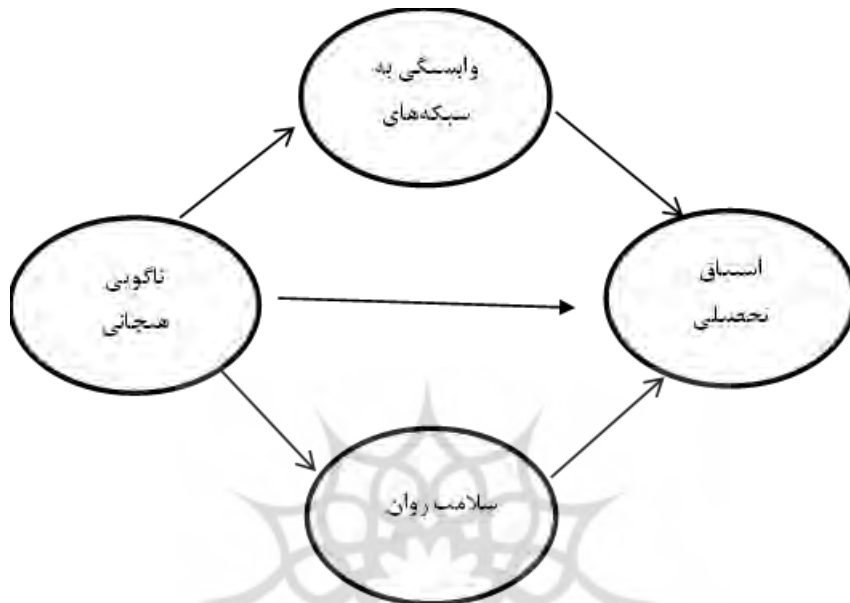 وابستگی به
شبکه‌های
ناگویی
هیجانی
اشتیاق
تحصیلی
سلامت روان